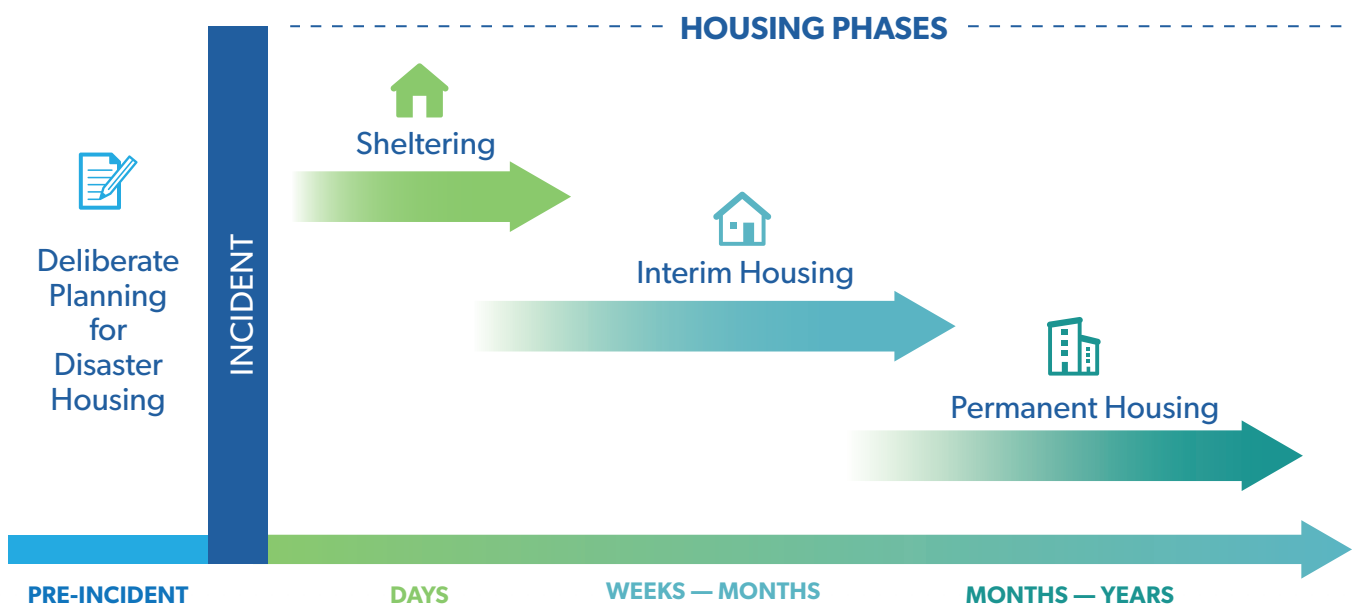 HOUSING PHASES
Sheltering
Deliberate
Planning
for
Disaster
Housing
INCIDENT
Interim Housing
Permanent Housing
PRE-INCIDENT
DAYS
WEEKS — MONTHS
MONTHS — YEARS